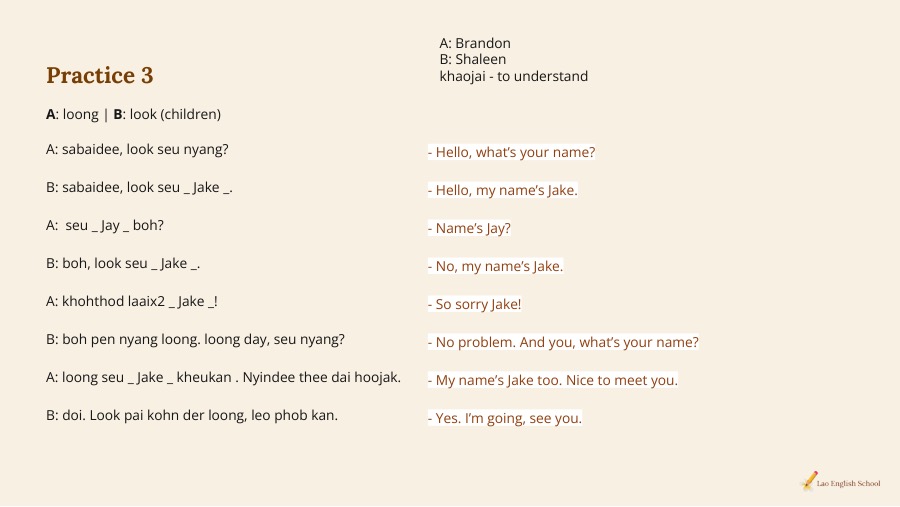 A: Brandon
B: Shaleen
khaojai - to understand
Practice 3
A: loong | B: look (children)
A: sabaidee, look seu nyang?
- Hello, what's your name?
B: sabaidee, look seu _ Jake _.
- Hello, my name's Jake.
A:  seu _ Jay _ boh?
- Name's Jay?
B: boh, look seu _ Jake _.
- No, my name's Jake.
A: khohthod laaix2 _ Jake _!
- So sorry Jake!
B: boh pen nyang loong. loong day, seu nyang?
- No problem. And you, what's your name?
A: loong seu _ Jake _ kheukan . Nyindee thee dai hoojak.
- My name's Jake too. Nice to meet you.
B: doi. Look pai kohn der loong, leo phob kan.
- Yes. I'm going, see you.
Lao English School